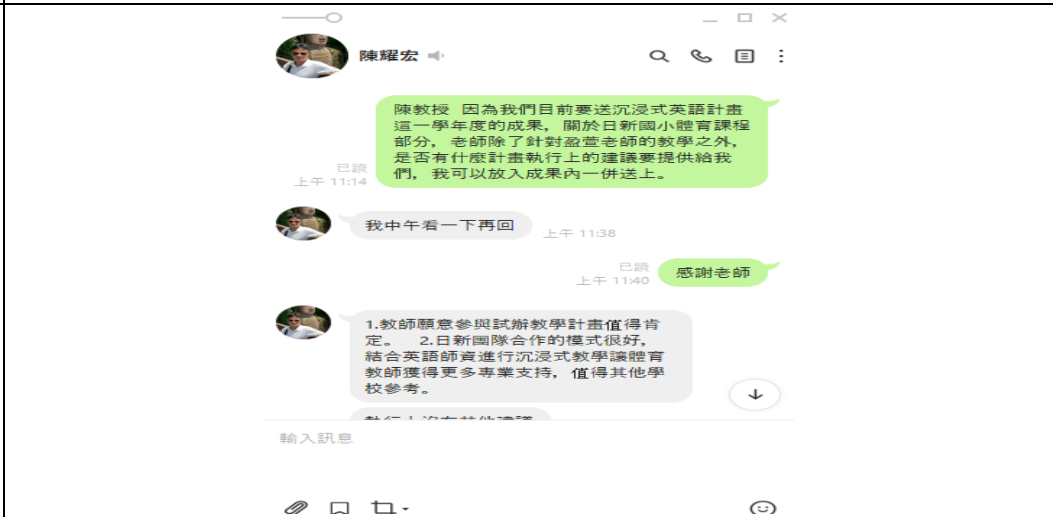 陳耀宏
陳教授 因為我們目前要送沉浸式英語計畫
這一學年度的成果，關於日新國小體育課程
部分，老師除了針對盈萱老師的教學之外，
是否有什麼計畫執行上的建議要提供給我
們，我可以放入成果內一併送上。
已讀
上午 11:14
我中午看一下再回
上午 11:38
已讀
上午 11:40
感謝老師
1.教師願意參與試辦教學計畫值得肯
定。 2.日新團隊合作的模式很好，
結合英語師資進行沉浸式教學讓體育
教師獲得更多專業支持，值得其他學
校參考。
執行上沒有其他建議
輸入訊息